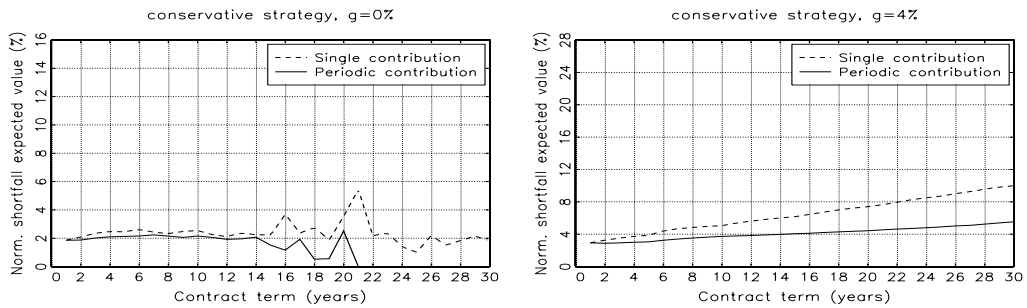 conservative strategy, g=0%
Norm. shortfall expected value (%)
16
14
12
10
8
6
4
2
0
Single contribution
Periodic contribution
0 2 4 6 8 10 12 14 16 18 20 22 24 26 28 30
Contract term (years)
conservative strategy, g=4%
Norm. shortfall expected value (%)
28
24
20
16
12
8
4
0
Single contribution
Periodic contribution
0 2 4 6 8 10 12 14 16 18 20 22 24 26 28 30
Contract term (years)